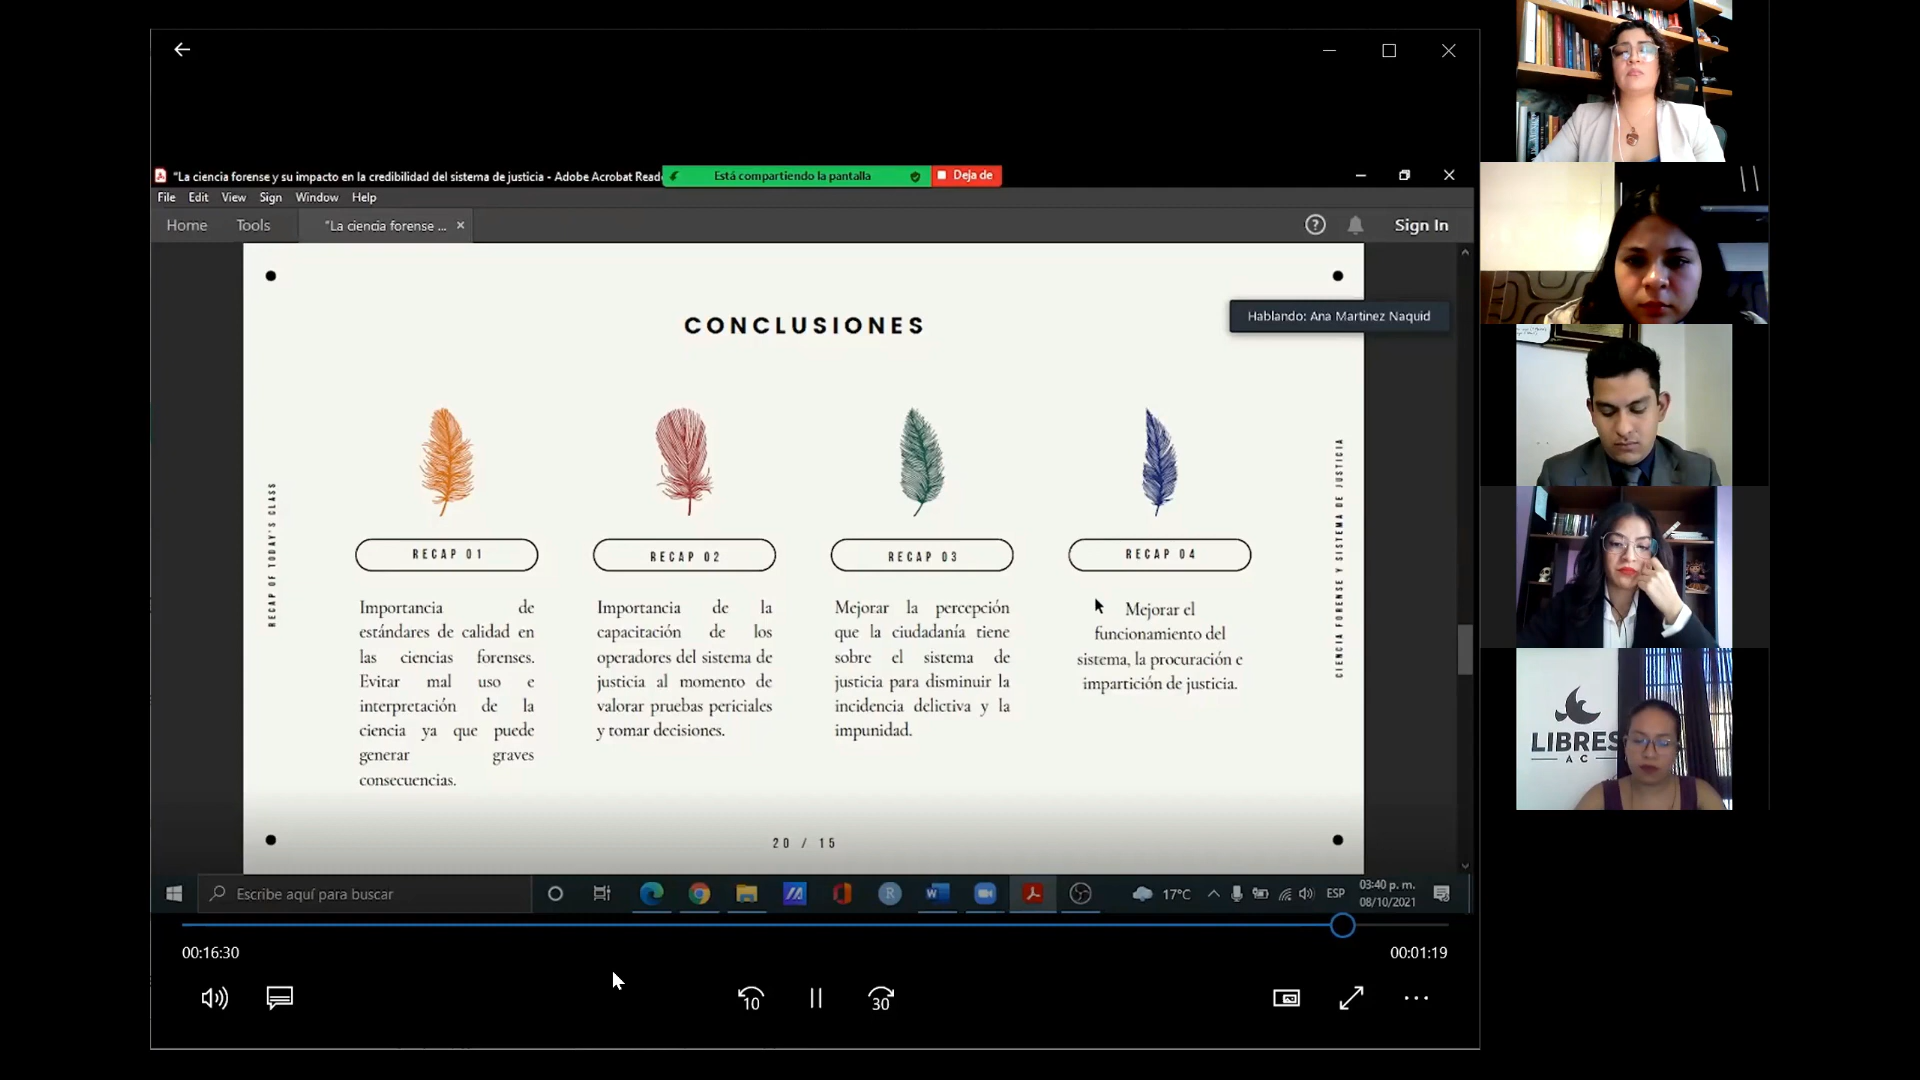 "La ciencia forense y su impacto en la credibilidad del sistema de justicia - Adobe Acrobat Reade
Está compartiendo la pantalla
Deja de
File Edit View Sign Window Help
Home Tools "La ciencia forense ... ×
Sign In
CONCLUSIONES
Hablando: Ana Martinez Naquid
RECAP OF TODAY'S CLASS
CIENCIA FORENSE Y SISTEMA DE JUSTICIA
RECAP 01
Importancia de
estándares de calidad en
las ciencias forenses.
Evitar mal uso e
interpretación de la
ciencia ya que puede
generar graves
consecuencias.
RECAP 02
Importancia de la
capacitación de los
operadores del sistema de
justicia al momento de
valorar pruebas periciales
y tomar decisiones.
RECAP 03
Mejorar la percepción
que la ciudadanía tiene
sobre el sistema de
justicia para disminuir la
incidencia delictiva y la
impunidad.
RECAP 04
Mejorar el
funcionamiento del
sistema, la procuración e
impartición de justicia.
20 / 15
Escribe aquí para buscar
17°C
ESP
03:40 p. m.
08/10/2021
00:16:30
00:01:19
10
30
LIBRES
AC